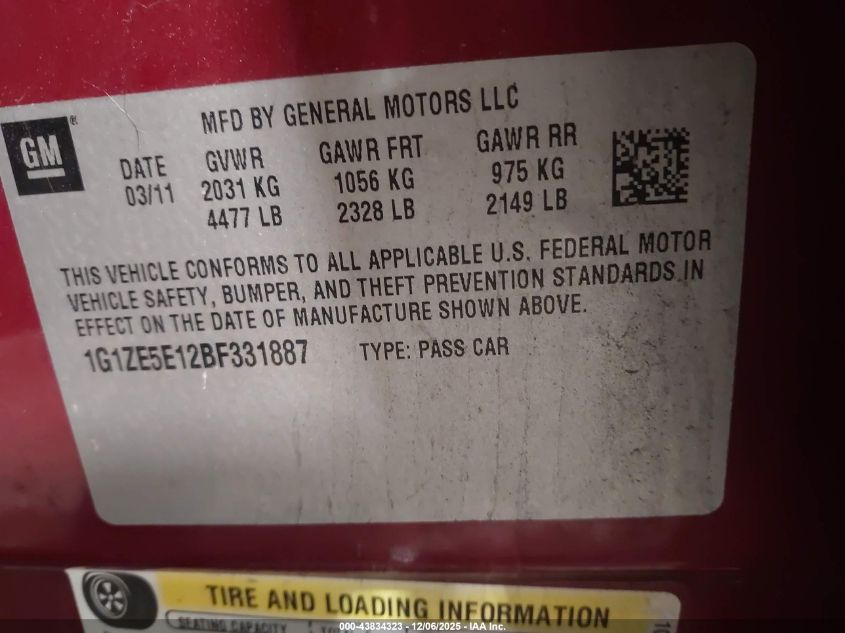 MFD BY GENERAL MOTORS LLC
GM ®
DATE GVWR GAWR FRT GAWR RR
03/11 2031 KG 1056 KG 975 KG
4477 LB 2328 LB 2149 LB
THIS VEHICLE CONFORMS TO ALL APPLICABLE U.S. FEDERAL MOTOR
VEHICLE SAFETY, BUMPER, AND THEFT PREVENTION STANDARDS IN
EFFECT ON THE DATE OF MANUFACTURE SHOWN ABOVE.
1G1ZE5E12BF331887 TYPE: PASS CAR
TIRE AND LOADING INFORMATION
SEATING CAPACITY
000-43834323 - 12/06/2025 - IAA Inc.